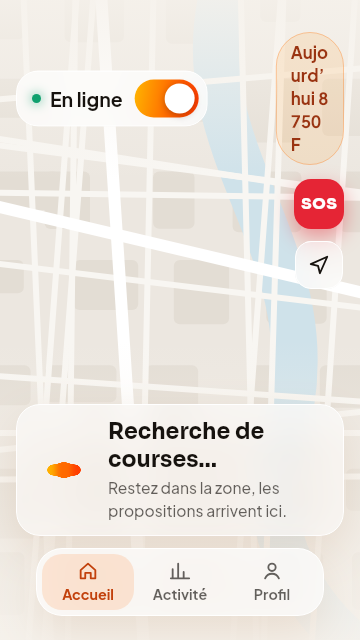 En ligne
Aujo
urd’
hui 8
750
F
SOS
Recherche de
courses...
Restez dans la zone, les
propositions arrivent ici.
Accueil
Activité
Profil